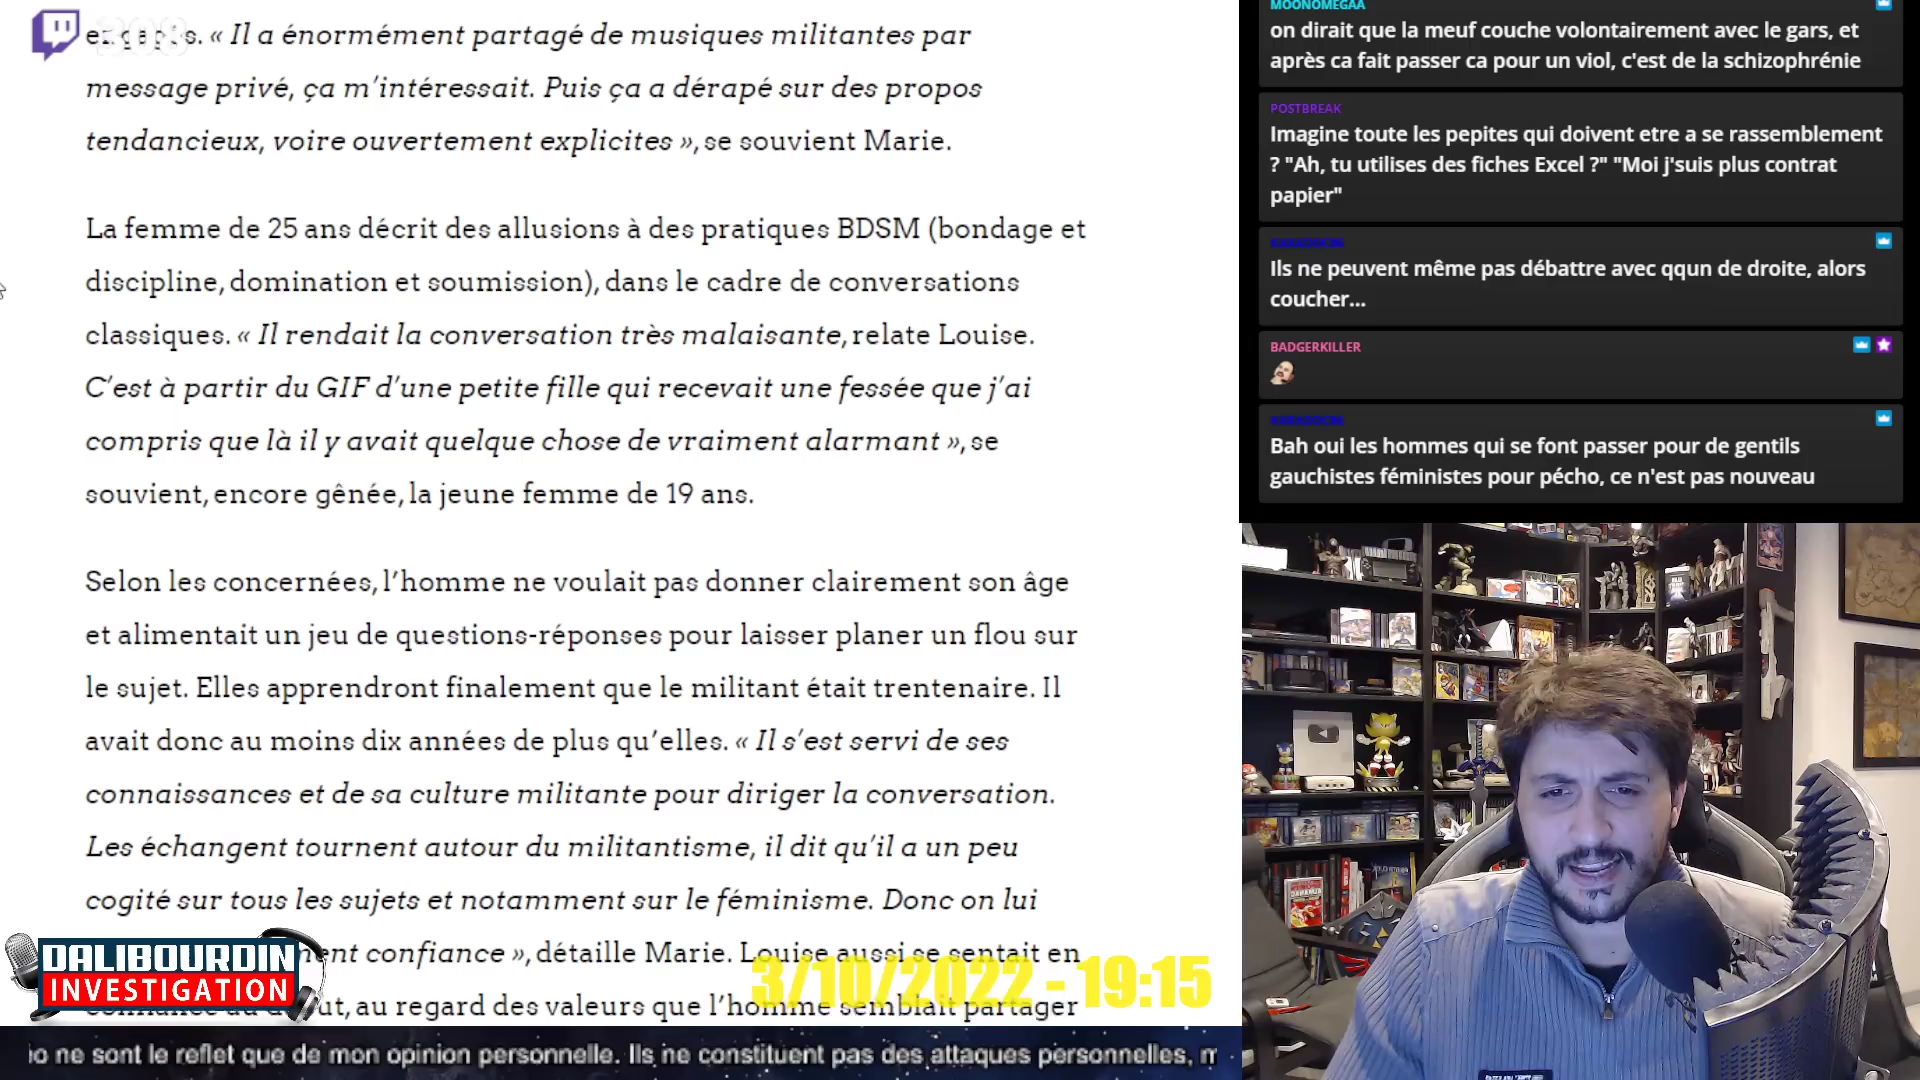 « Il a énormément partagé de musiques militantes par
message privé, ça m’intéressait. Puis ça a dérapé sur des propos
tendancieux, voire ouvertement explicites », se souvient Marie.
La femme de 25 ans décrit des allusions à des pratiques BDSM (bondage et
discipline, domination et soumission), dans le cadre de conversations
classiques. « Il rendait la conversation très malaisante, relate Louise.
C’est à partir du GIF d’une petite fille qui recevait une fessée que j’ai
compris que là il y avait quelque chose de vraiment alarmant », se
souvient, encore gênée, la jeune femme de 19 ans.
Selon les concernées, l’homme ne voulait pas donner clairement son âge
et alimentait un jeu de questions-réponses pour laisser planer un flou sur
le sujet. Elles apprendront finalement que le militant était trentenaire. Il
avait donc au moins dix années de plus qu’elles. « Il s’est servi de ses
connaissances et de sa culture militante pour diriger la conversation.
Les échangent tournent autour du militantisme, il dit qu’il a un peu
cogité sur tous les sujets et notamment sur le féminisme. Donc on lui
confiance », détaille Marie. Louise aussi se sentait en
au regard des valeurs que l’homme semblait partager
DALIBOURDIN
INVESTIGATION
3/10/2022 - 19:15
ne sont le reflet que de mon opinion personnelle. Ils ne constituent pas des attaques personnelles, m
MOONOMEGAA
on dirait que la meuf couche volontairement avec le gars, et
après ca fait passer ca pour un viol, c'est de la schizophrénie
POSTBREAK
Imagine toute les pepites qui doivent etre a se rassemblement
? "Ah, tu utilises des fiches Excel ?" "Moi j'suis plus contrat
papier"
Ils ne peuvent même pas débattre avec qqun de droite, alors
coucher...
BADGERKILLER
Bah oui les hommes qui se font passer pour de gentils
gauchistes féministes pour pécho, ce n'est pas nouveau